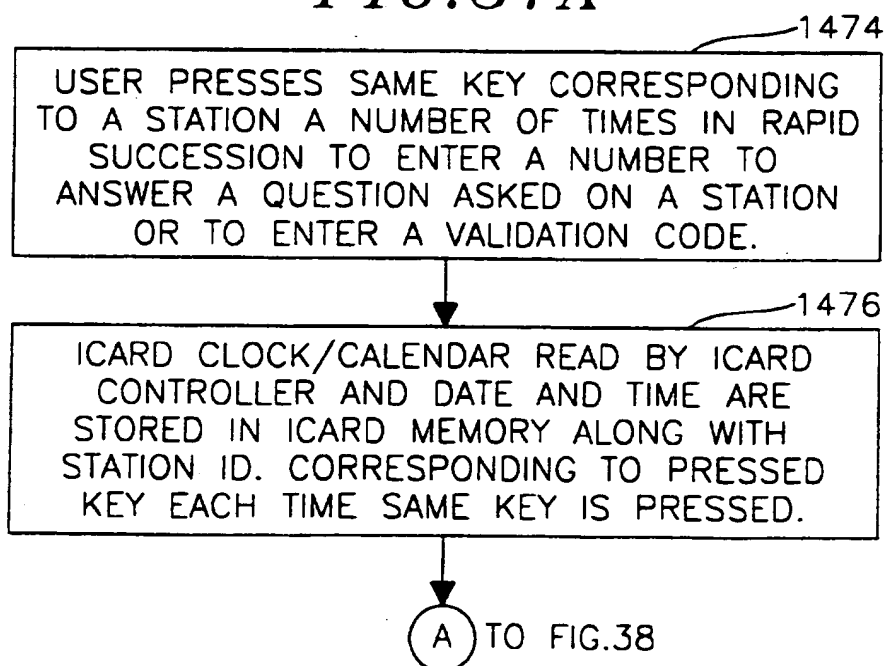 FIG.37A
1474
USER PRESSES SAME KEY CORRESPONDING
TO A STATION A NUMBER OF TIMES IN RAPID
SUCCESSION TO ENTER A NUMBER TO
ANSWER A QUESTION ASKED ON A STATION
OR TO ENTER A VALIDATION CODE.
1476
ICARD CLOCK/CALENDAR READ BY ICARD
CONTROLLER AND DATE AND TIME ARE
STORED IN ICARD MEMORY ALONG WITH
STATION ID. CORRESPONDING TO PRESSED
KEY EACH TIME SAME KEY IS PRESSED.
A TO FIG.38